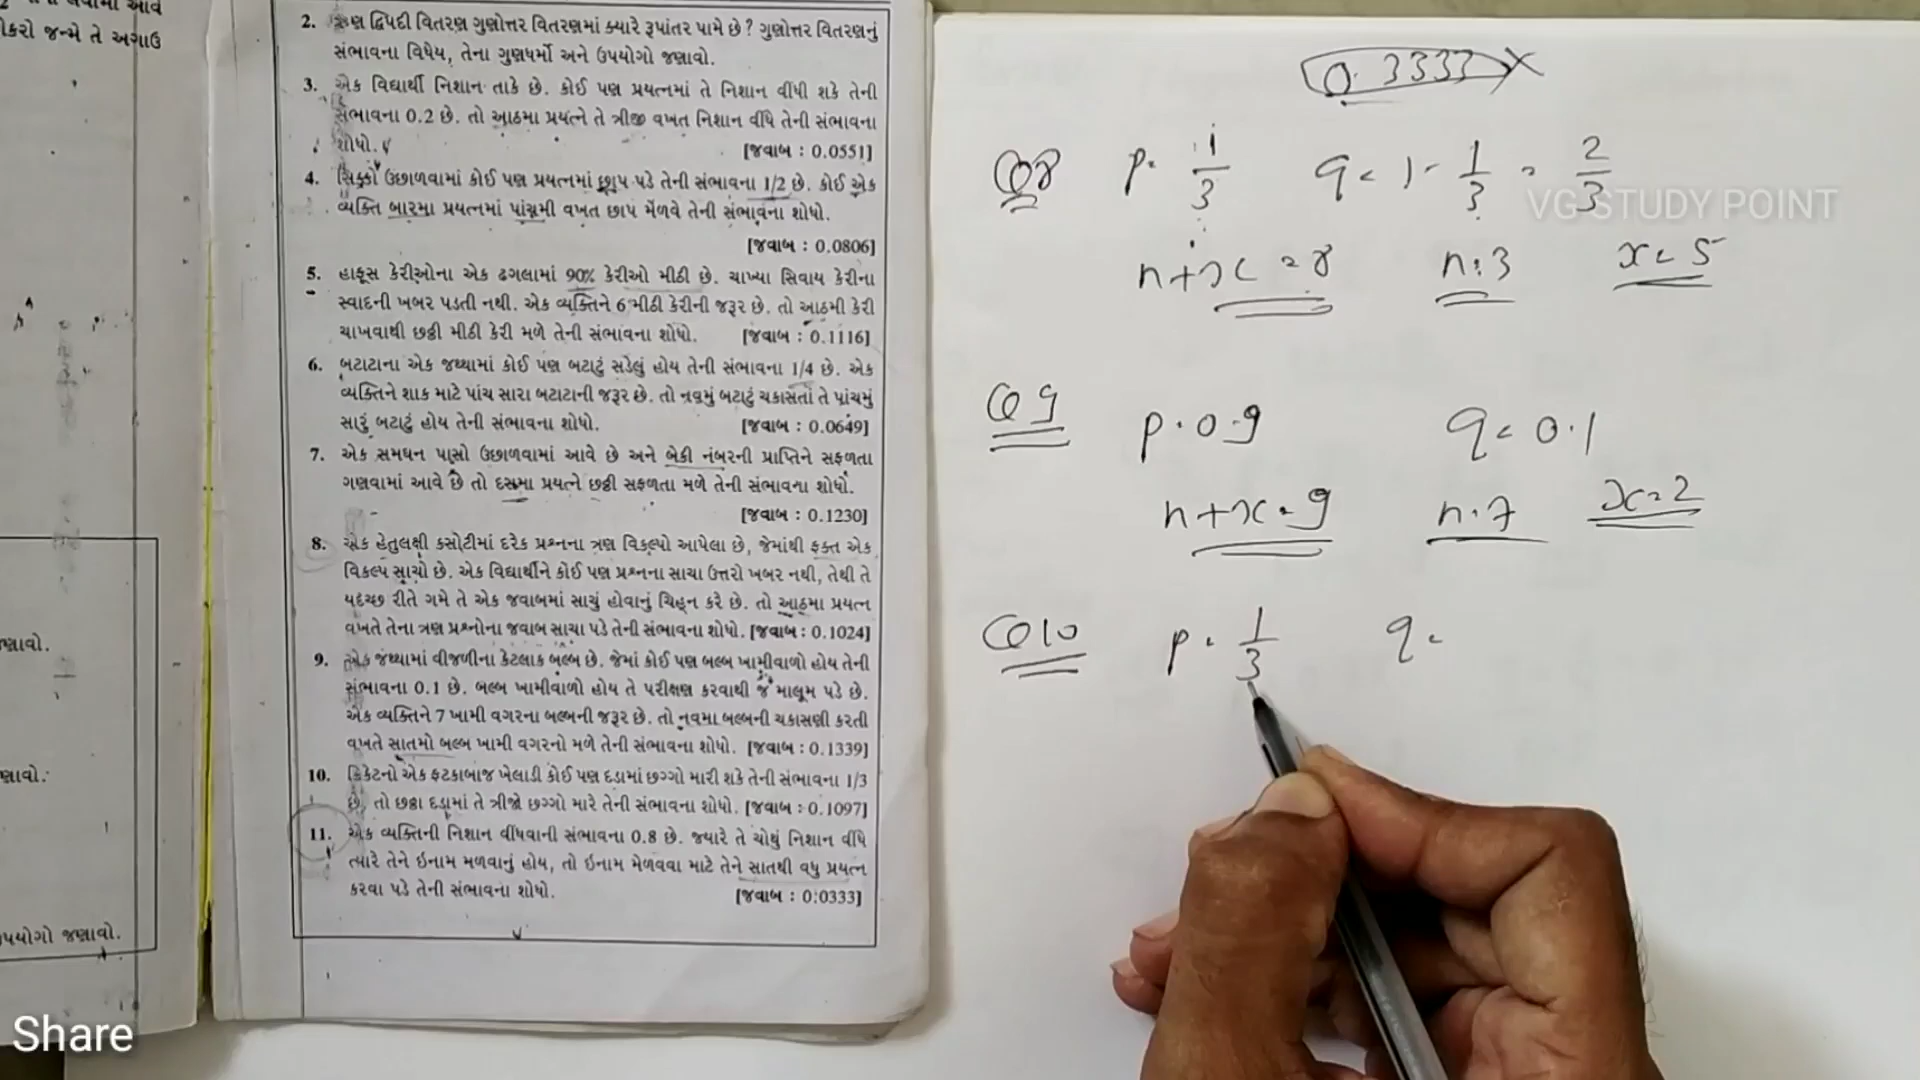 કરો જન્મે તે અગાઉ
ણાવો.
ણાવો.
પયોગો જણાવો.
2. ઋણ દ્વિપદી વિતરણ ગુણોત્તર વિતરણમાં ક્યારે રૂપાંતર પામે છે ? ગુણોત્તર વિતરણનું
સંભાવના વિધેય, તેના ગુણધર્મો અને ઉપયોગો જણાવો.
3. એક વિદ્યાર્થી નિશાન તાકે છે. કોઈ પણ પ્રયત્નમાં તે નિશાન વીંધી શકે તેની
સંભાવના 0.2 છે. તો આઠમા પ્રયત્ને તે ત્રીજી વખત નિશાન વીંધે તેની સંભાવના
શોધો.
[જવાબ : 0.0551]
4. સિક્કો ઉછાળવામાં કોઈ પણ પ્રયત્નમાં છાપ પડે તેની સંભાવના 1/2 છે. કોઈ એક
વ્યક્તિ બારમા પ્રયત્નમાં પાંચમી વખત છાપ મેળવે તેની સંભાવના શોધો.
[જવાબ : 0.0806]
5. હાફૂસ કેરીઓના એક ઢગલામાં 90% કેરીઓ મીઠી છે. ચાખ્યા સિવાય કેરીના
સ્વાદની ખબર પડતી નથી. એક વ્યક્તિને 6 મીઠી કેરીની જરૂર છે. તો આઠમી કેરી
ચાખવાથી છઠ્ઠી મીઠી કેરી મળે તેની સંભાવના શોધો. [જવાબ : 0.1116]
6. બટાટાના એક જથ્થામાં કોઈ પણ બટાટું સડેલું હોય તેની સંભાવના 1/4 છે. એક
વ્યક્તિને શાક માટે પાંચ સારા બટાટાની જરૂર છે. તો નવમું બટાટું ચકાસતાં તે પાંચમું
સારું બટાટું હોય તેની સંભાવના શોધો. [જવાબ : 0.0649]
7. એક સમઘન પાસો ઉછાળવામાં આવે છે અને બેકી નંબરની પ્રાપ્તિને સફળતા
ગણવામાં આવે છે તો દસમા પ્રયત્ને છઠ્ઠી સફળતા મળે તેની સંભાવના શોધો.
[જવાબ : 0.1230]
8. એક હેતુલક્ષી કસોટીમાં દરેક પ્રશ્નના ત્રણ વિકલ્પો આપેલા છે, જેમાંથી ફક્ત એક
વિકલ્પ સાચો છે. એક વિદ્યાર્થીને કોઈ પણ પ્રશ્નના સાચા ઉત્તરો ખબર નથી, તેથી તે
યદચ્છ રીતે ગમે તે એક જવાબમાં સાચું હોવાનું ચિહ્ન કરે છે. તો આઠમા પ્રયત્ન
વખતે તેના ત્રણ પ્રશ્નોના જવાબ સાચા પડે તેની સંભાવના શોધો. [જવાબ : 0.1024]
9. એક જથ્થામાં વીજળીના કેટલાક બલ્બ છે. જેમાં કોઈ પણ બલ્બ ખામીવાળો હોય તેની
સંભાવના 0.1 છે. બલ્બ ખામીવાળો હોય તે પરીક્ષણ કરવાથી જ માલૂમ પડે છે.
એક વ્યક્તિને 7 ખામી વગરના બલ્બની જરૂર છે. તો નવમા બલ્બની ચકાસણી કરતી
વખતે સાતમો બલ્બ ખામી વગરનો મળે તેની સંભાવના શોધો. [જવાબ : 0.1339]
10. ક્રિકેટનો એક ફટકાબાજ ખેલાડી કોઈ પણ દડામાં છગ્ગો મારી શકે તેની સંભાવના 1/3
છે, તો છઠ્ઠા દડામાં તે ત્રીજો છગ્ગો મારે તેની સંભાવના શોધો. [જવાબ : 0.1097]
11. એક વ્યક્તિની નિશાન વીંધવાની સંભાવના 0.8 છે. જ્યારે તે ચોથું નિશાન વીંધે
ત્યારે તેને ઈનામ મળવાનું હોય, તો ઈનામ મેળવવા માટે તેને સાતથી વધુ પ્રયત્ન
કરવા પડે તેની સંભાવના શોધો. [જવાબ : 0.0333]
0.3333 X
Q8 p = 1/3 q = 1 - 1/3 = 2/3
n+x = 8 n = 3 x = 5
Q9 p = 0.9 q = 0.1
n+x = 9 n = 7 x = 2
Q10 p = 1/3 q =
VG STUDY POINT
Share